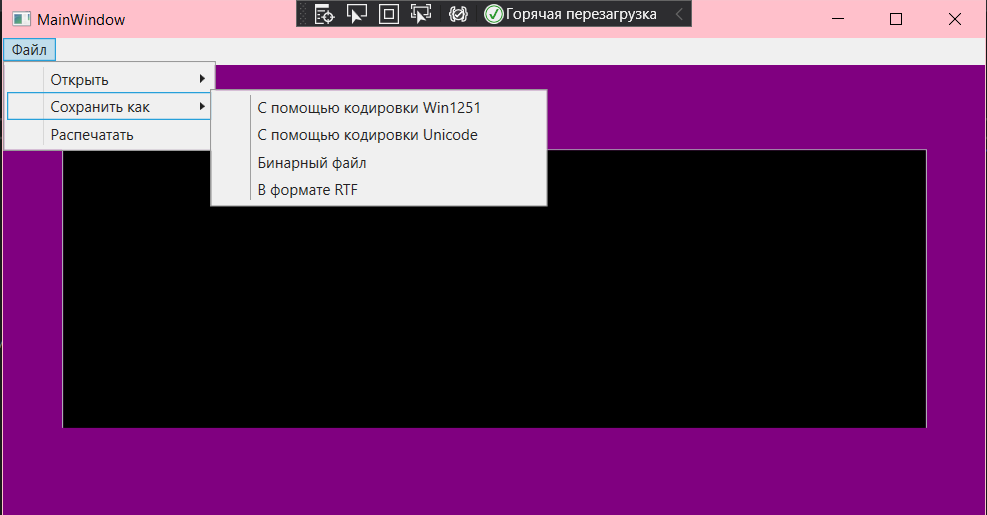 MainWindow
Горячая перезагрузка
Файл
Открыть
Сохранить как
Распечатать
С помощью кодировки Win1251
С помощью кодировки Unicode
Бинарный файл
В формате RTF